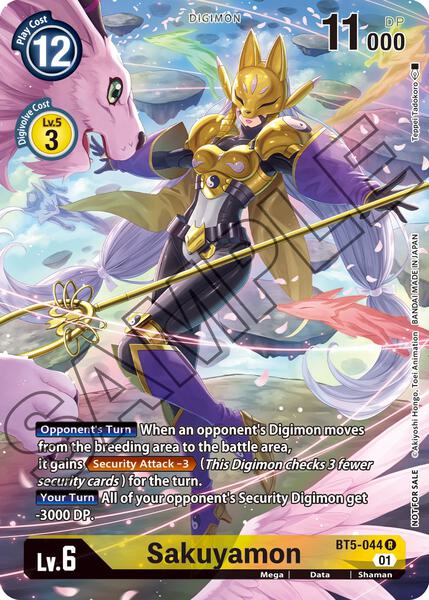 DIGIMON
Play Cost
12
11000
DP
Digivolve Cost
Lv.5
3
Teppei Tadokoro
SAMPLE
©Akiyoshi Hongo, Toei Animation BANDAI MADE IN JAPAN
NOT FOR SALE
Opponent's Turn When an opponent's Digimon moves
from the breeding area to the battle area,
it gains Security Attack -3 (This Digimon checks 3 fewer
security cards) for the turn.
Your Turn All of your opponent's Security Digimon get
-3000 DP.
Lv.6
Sakuyamon
BT5-044 R
01
Mega Data Shaman